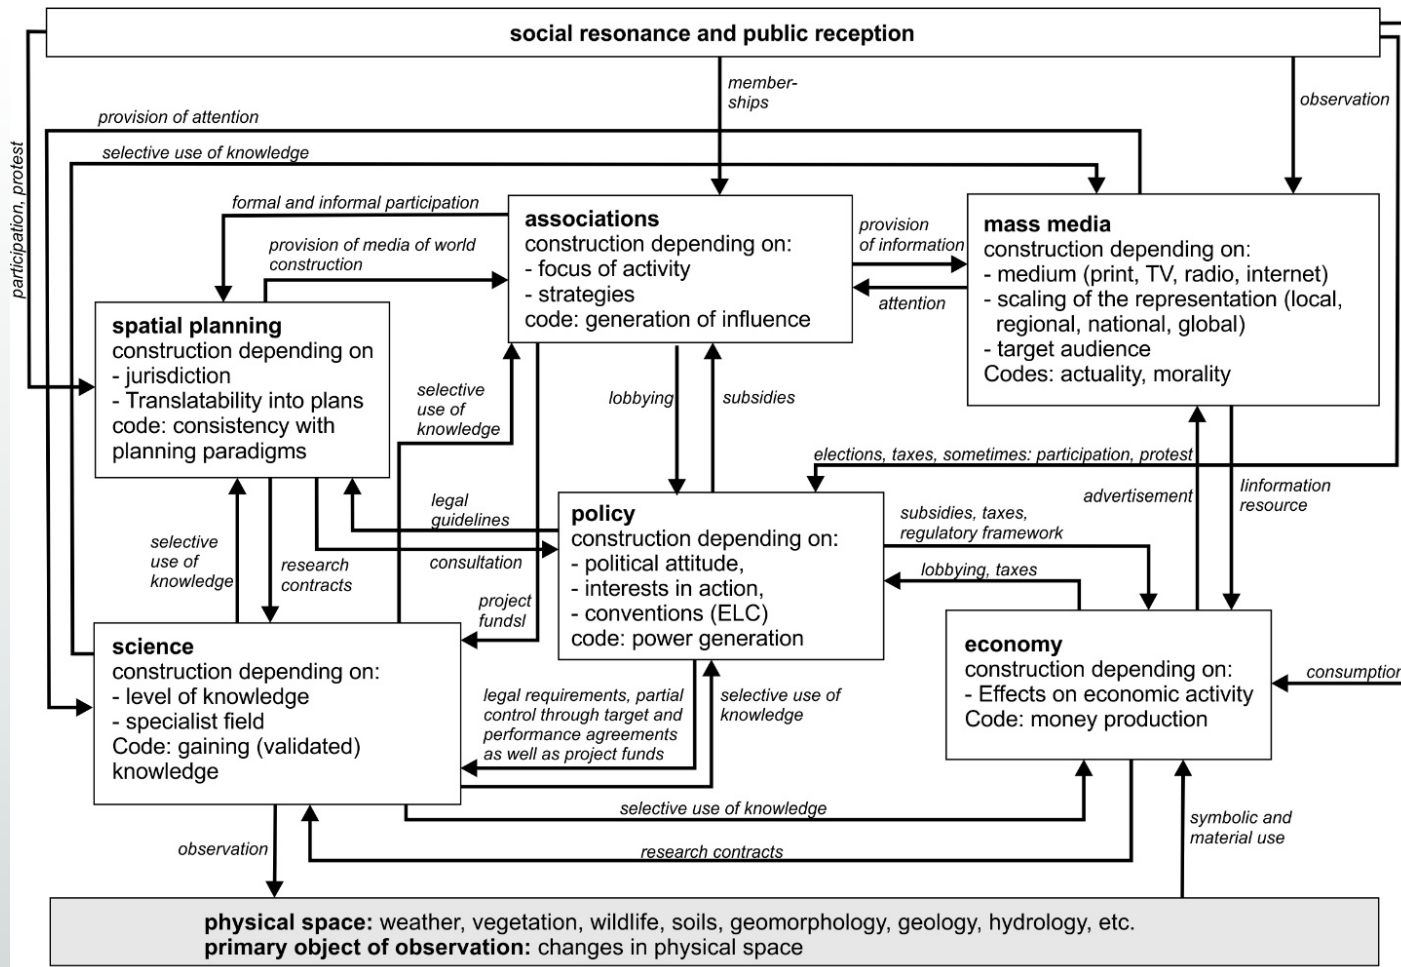 social resonance and public reception
member-
ships
observation
provision of attention
selective use of knowledge
participation, protest
formal and informal participation
provision of media of world
construction
associations
construction depending on:
- focus of activity
- strategies
code: generation of influence
provision
of information
attention
mass media
construction depending on:
- medium (print, TV, radio, internet)
- scaling of the representation (local,
regional, national, global)
- target audience
Codes: actuality, morality
spatial planning
construction depending on
- jurisdiction
- Translatability into plans
code: consistency with
planning paradigms
selective
use of
knowledge
lobbying
subsidies
elections, taxes, sometimes: participation, protest
advertisement
Iinformation
resource
legal
guidelines
consultation
policy
construction depending on:
- political attitude,
- interests in action,
- conventions (ELC)
code: power generation
subsidies, taxes,
regulatory framework
lobbying, taxes
selective
use of
knowledge
research
contracts
project
fundsl
science
construction depending on:
- level of knowledge
- specialist field
Code: gaining (validated)
knowledge
legal requirements, partial
control through target and
performance agreements
as well as project funds
selective use of
knowledge
economy
construction depending on:
- Effects on economic activity
Code: money production
consumption
selective use of knowledge
research contracts
symbolic and
material use
observation
physical space: weather, vegetation, wildlife, soils, geomorphology, geology, hydrology, etc.
primary object of observation: changes in physical space